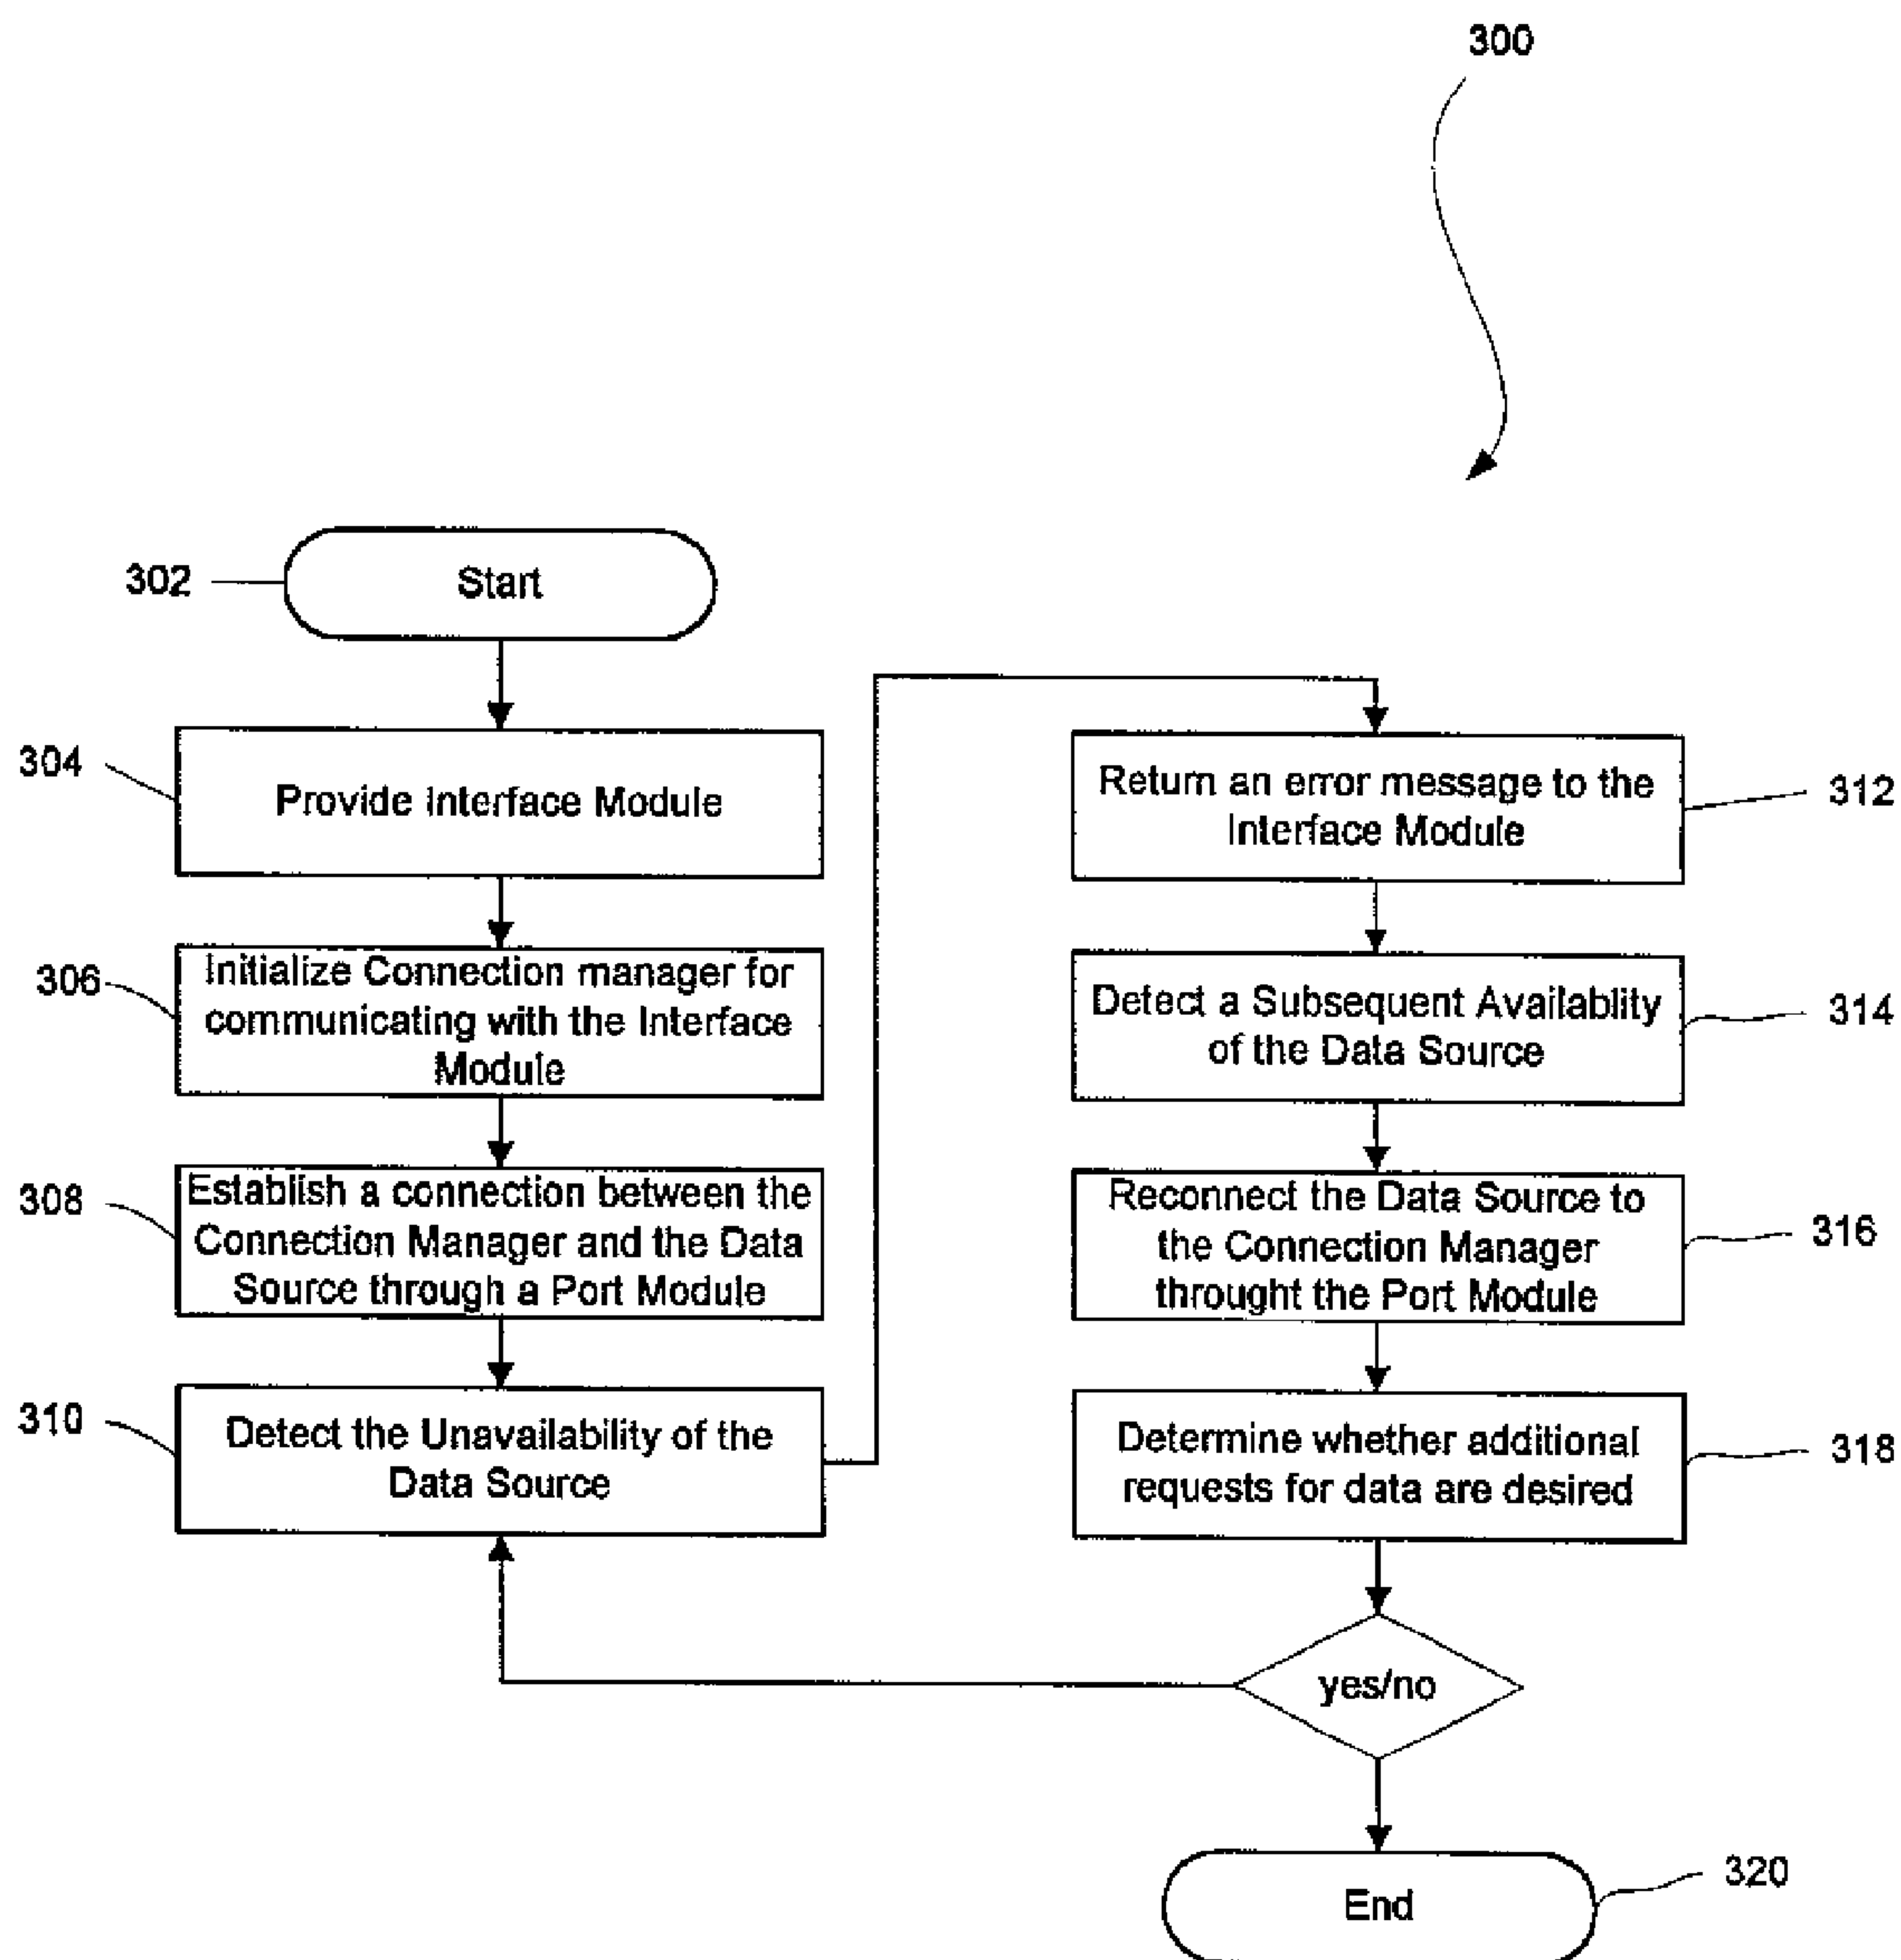 300
302
Start
304
Provide Interface Module
306
Initialize Connection manager for
communicating with the Interface
Module
308
Establish a connection between the
Connection Manager and the Data
Source through a Port Module
310
Detect the Unavailability of the
Data Source
Return an error message to the
Interface Module
312
Detect a Subsequent Availablity
of the Data Source
314
Reconnect the Data Source to
the Connection Manager
throught the Port Module
316
Determine whether additional
requests for data are desired
318
yes/no
End
320